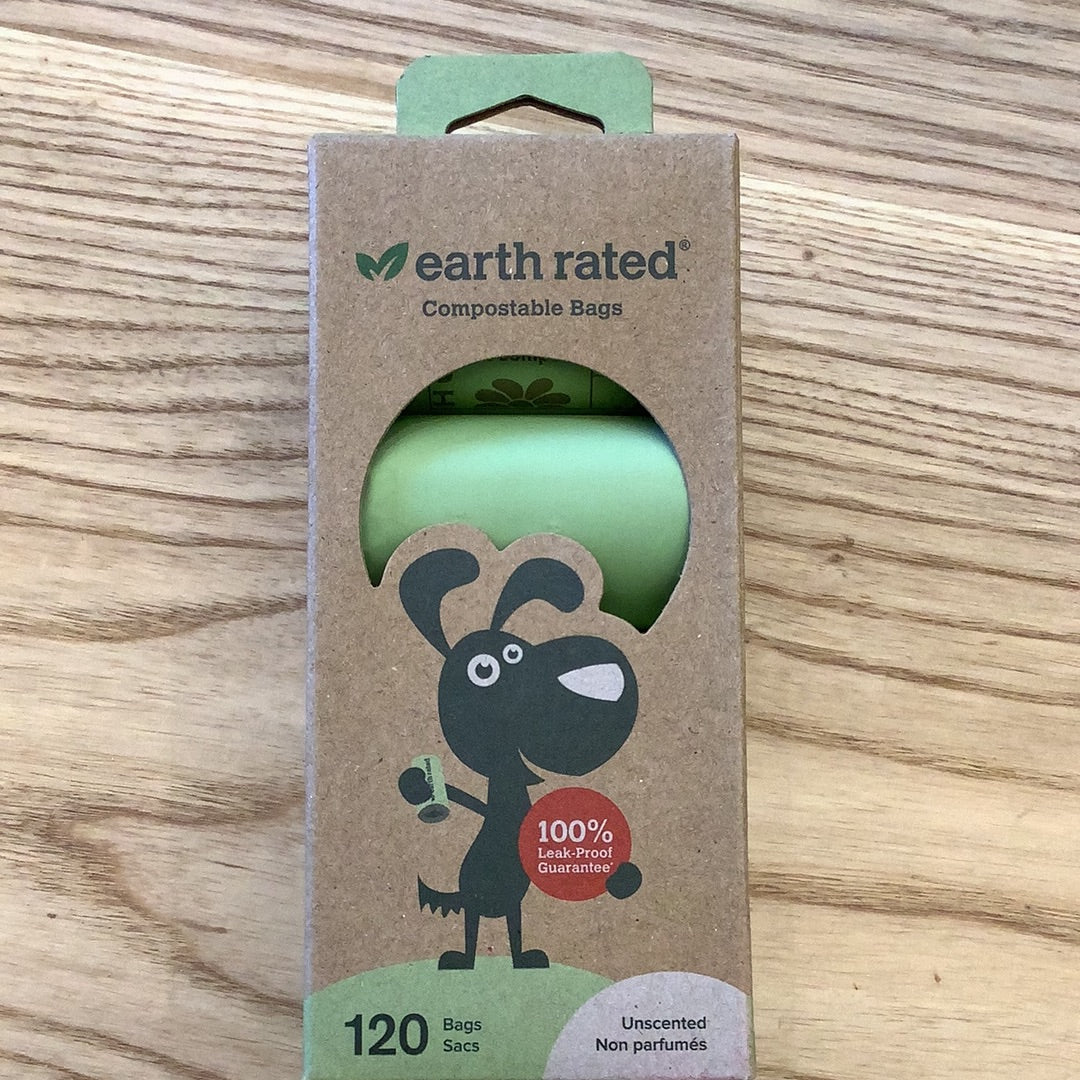 earth rated®
Compostable Bags
100%
Leak-Proof
Guarantee*
120
Bags
Sacs
Unscented
Non parfumés